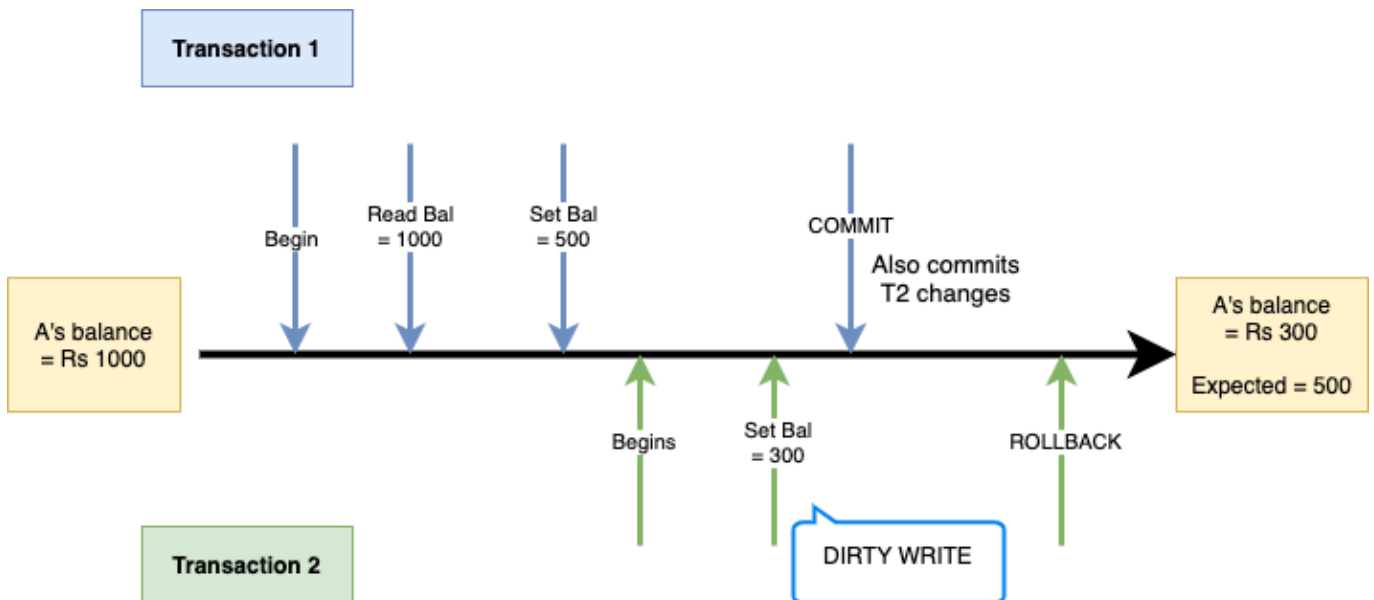 Transaction 1
Begin
Read Bal
= 1000
Set Bal
= 500
COMMIT
Also commits
T2 changes
A's balance
= Rs 1000
A's balance
= Rs 300
Expected = 500
Begins
Set Bal
= 300
ROLLBACK
DIRTY WRITE
Transaction 2